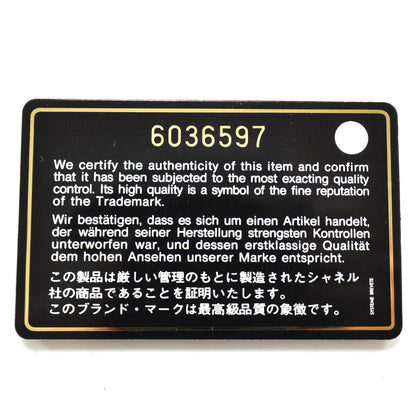 6036597
We certify the authenticity of this item and confirm
that it has been subjected to the most exacting quality
control. Its high quality is a symbol of the fine reputation
of the Trademark.
Wir bestätigen, dass es sich um einen Artikel handelt,
der während seiner Herstellung strengsten Kontrollen
unterworfen war, und dessen erstklassige Qualität
dem hohen Ansehen unserer Marke entspricht.
この製品は厳しい管理のもとに製造されたシャネル
社の商品であることを証明いたします。
このブランド・マークは最高級品質の象徴です。
SYSTEME BREVETE